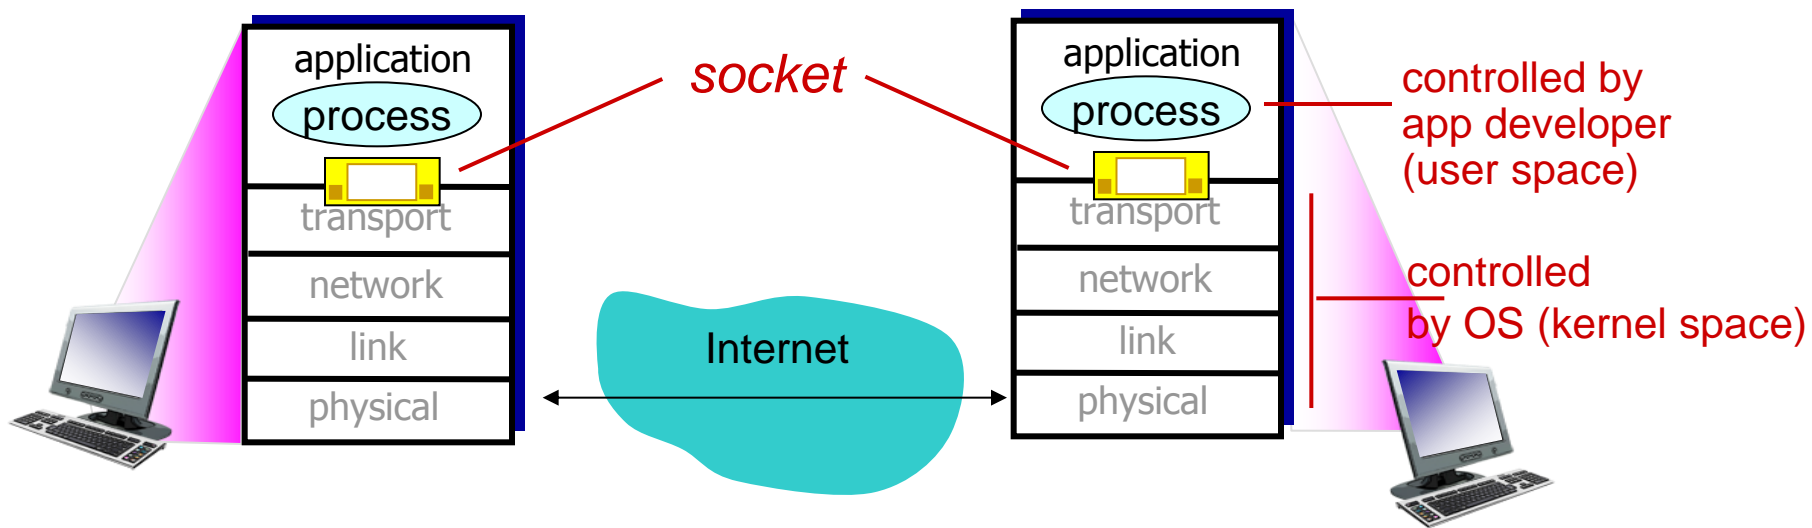 application
process
transport
network
link
physical
socket
Internet
application
process
transport
network
link
physical
controlled by
app developer
(user space)
controlled
by OS (kernel space)